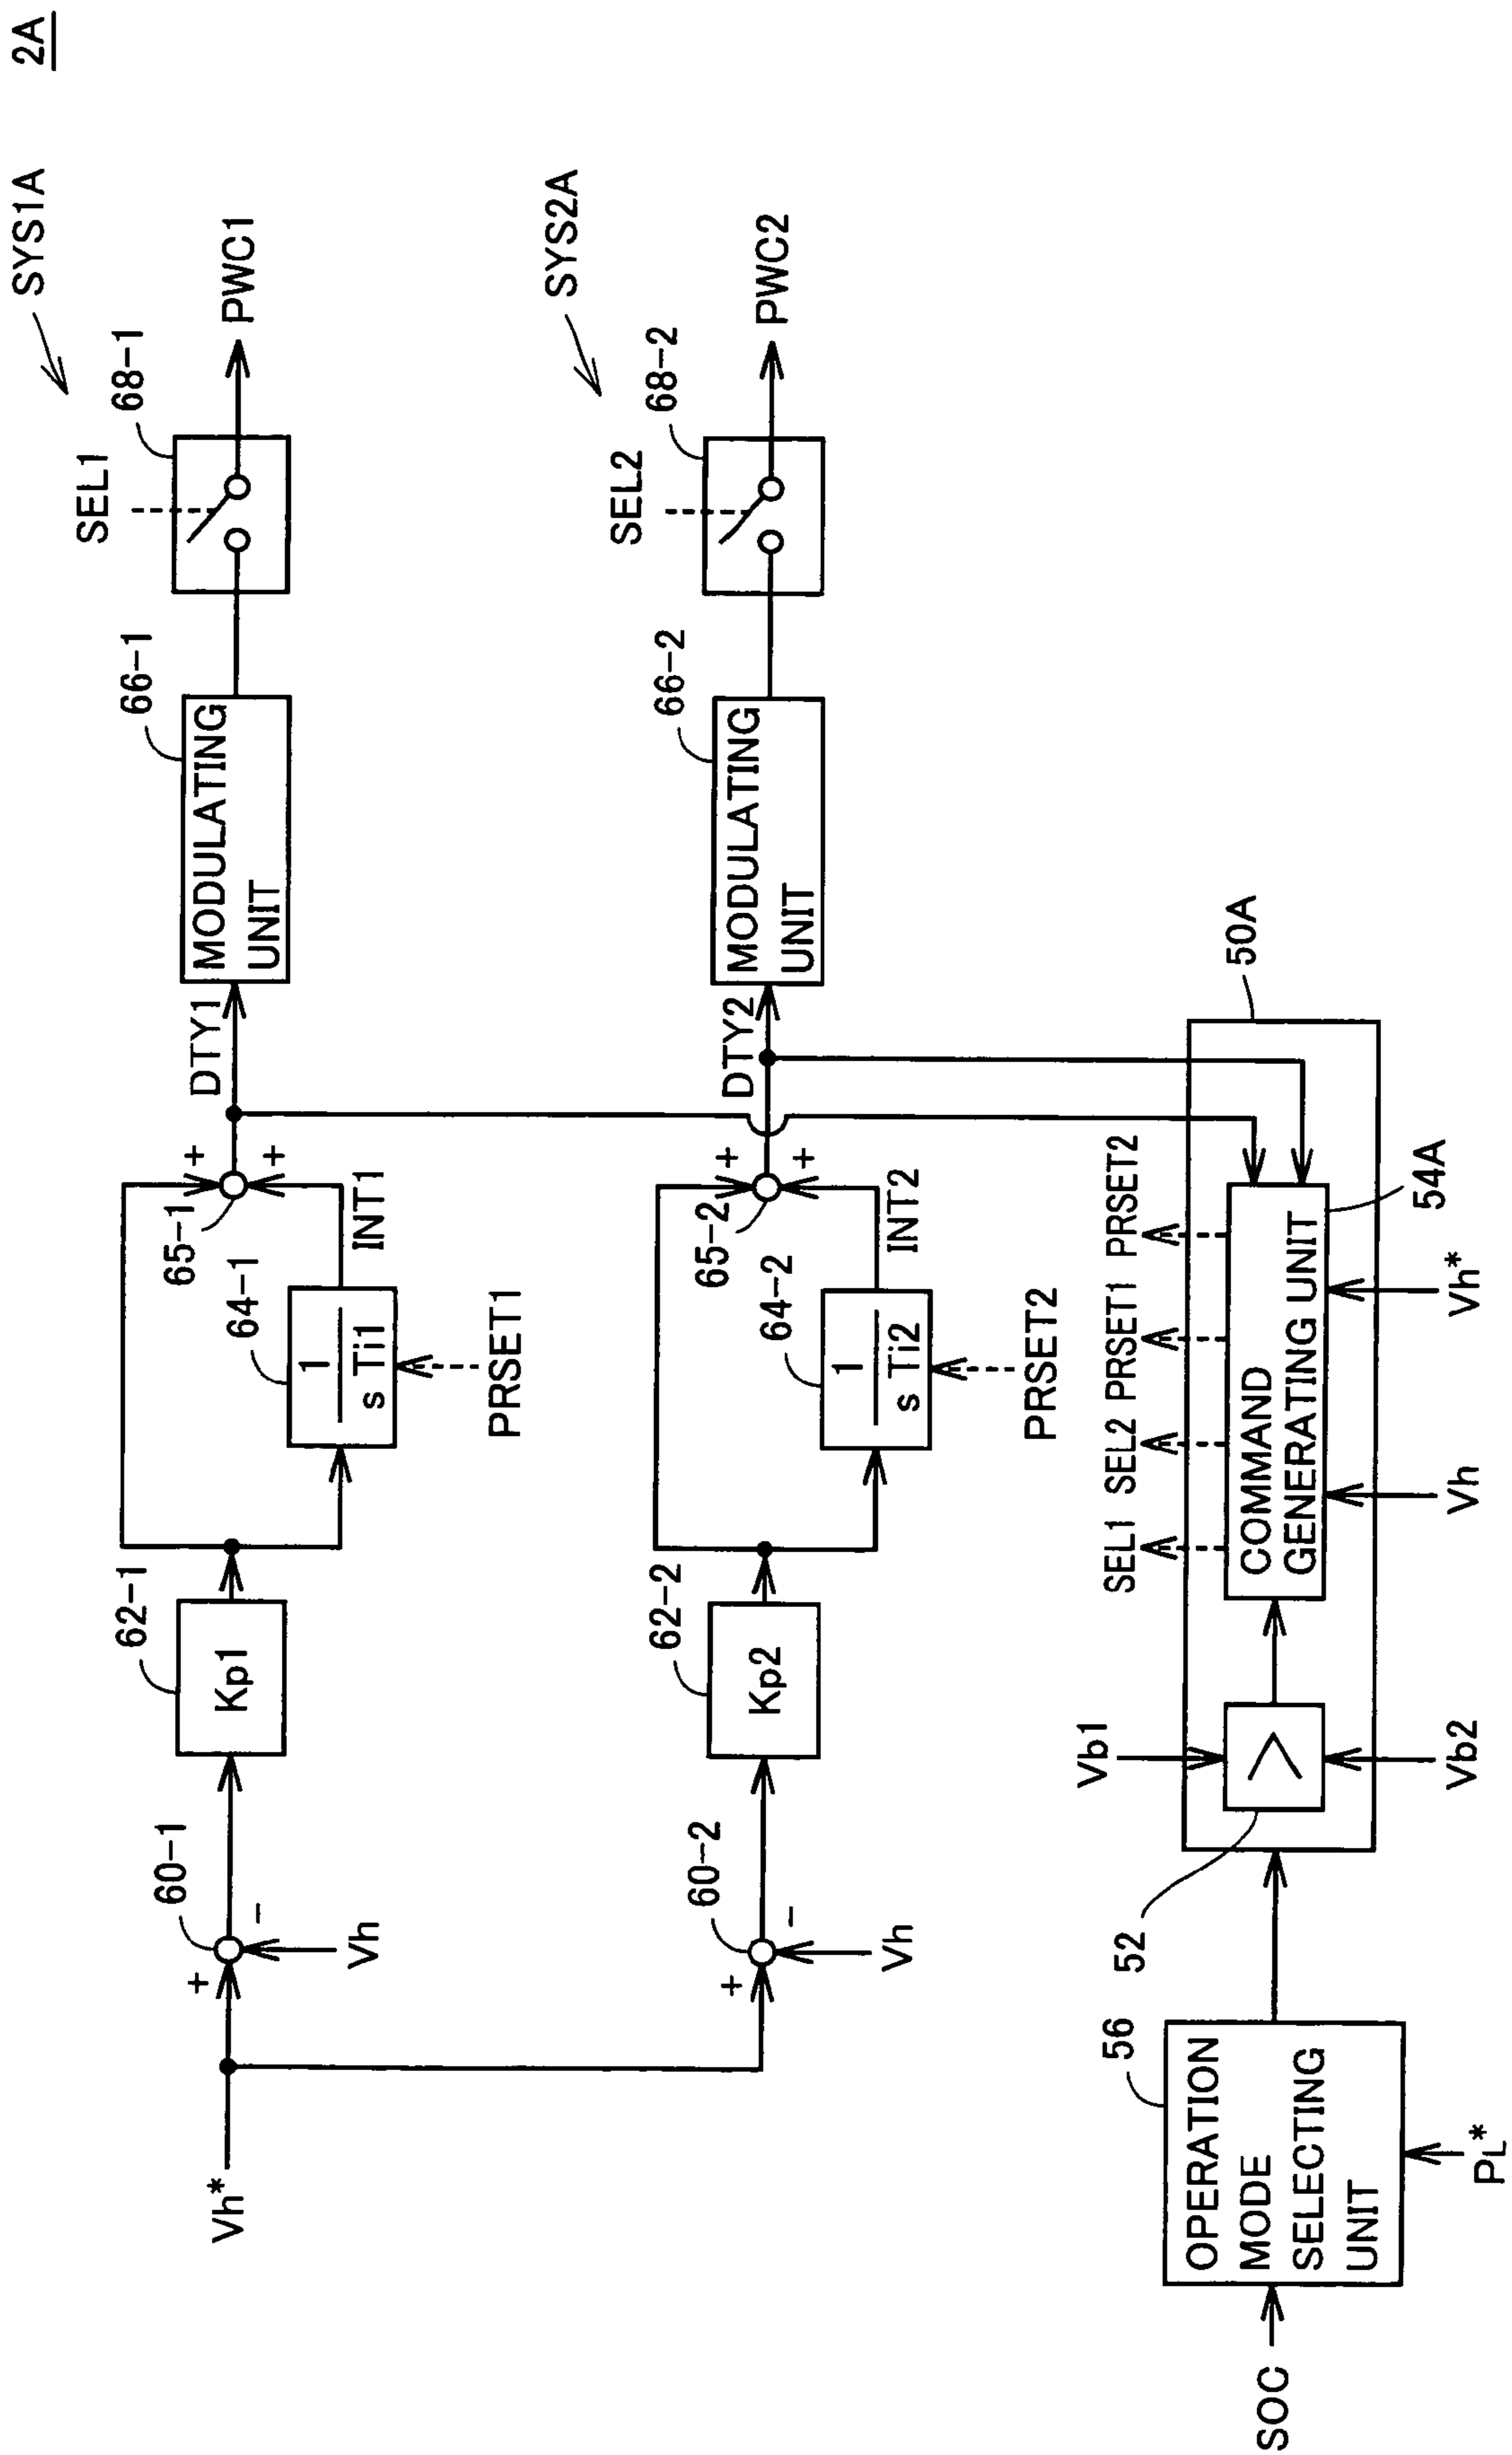 2A
SYS1A
Vh*
+
60-1
-
Vh
62-1
Kp1
64-1
1
s Ti1
PRSET1
INT1
65-1
+
+
DTY1
66-1
MODULATING
UNIT
SEL1
68-1
PWC1
SYS2A
+
60-2
-
Vh
62-2
Kp2
64-2
1
s Ti2
PRSET2
INT2
65-2
+
+
DTY2
66-2
MODULATING
UNIT
SEL2
68-2
PWC2
SOC
56
OPERATION
MODE
SELECTING
UNIT
PL*
52
Vb1
>
Vb2
SEL1 SEL2 PRSET1 PRSET2
COMMAND
GENERATING UNIT
Vh
Vh*
54A
50A